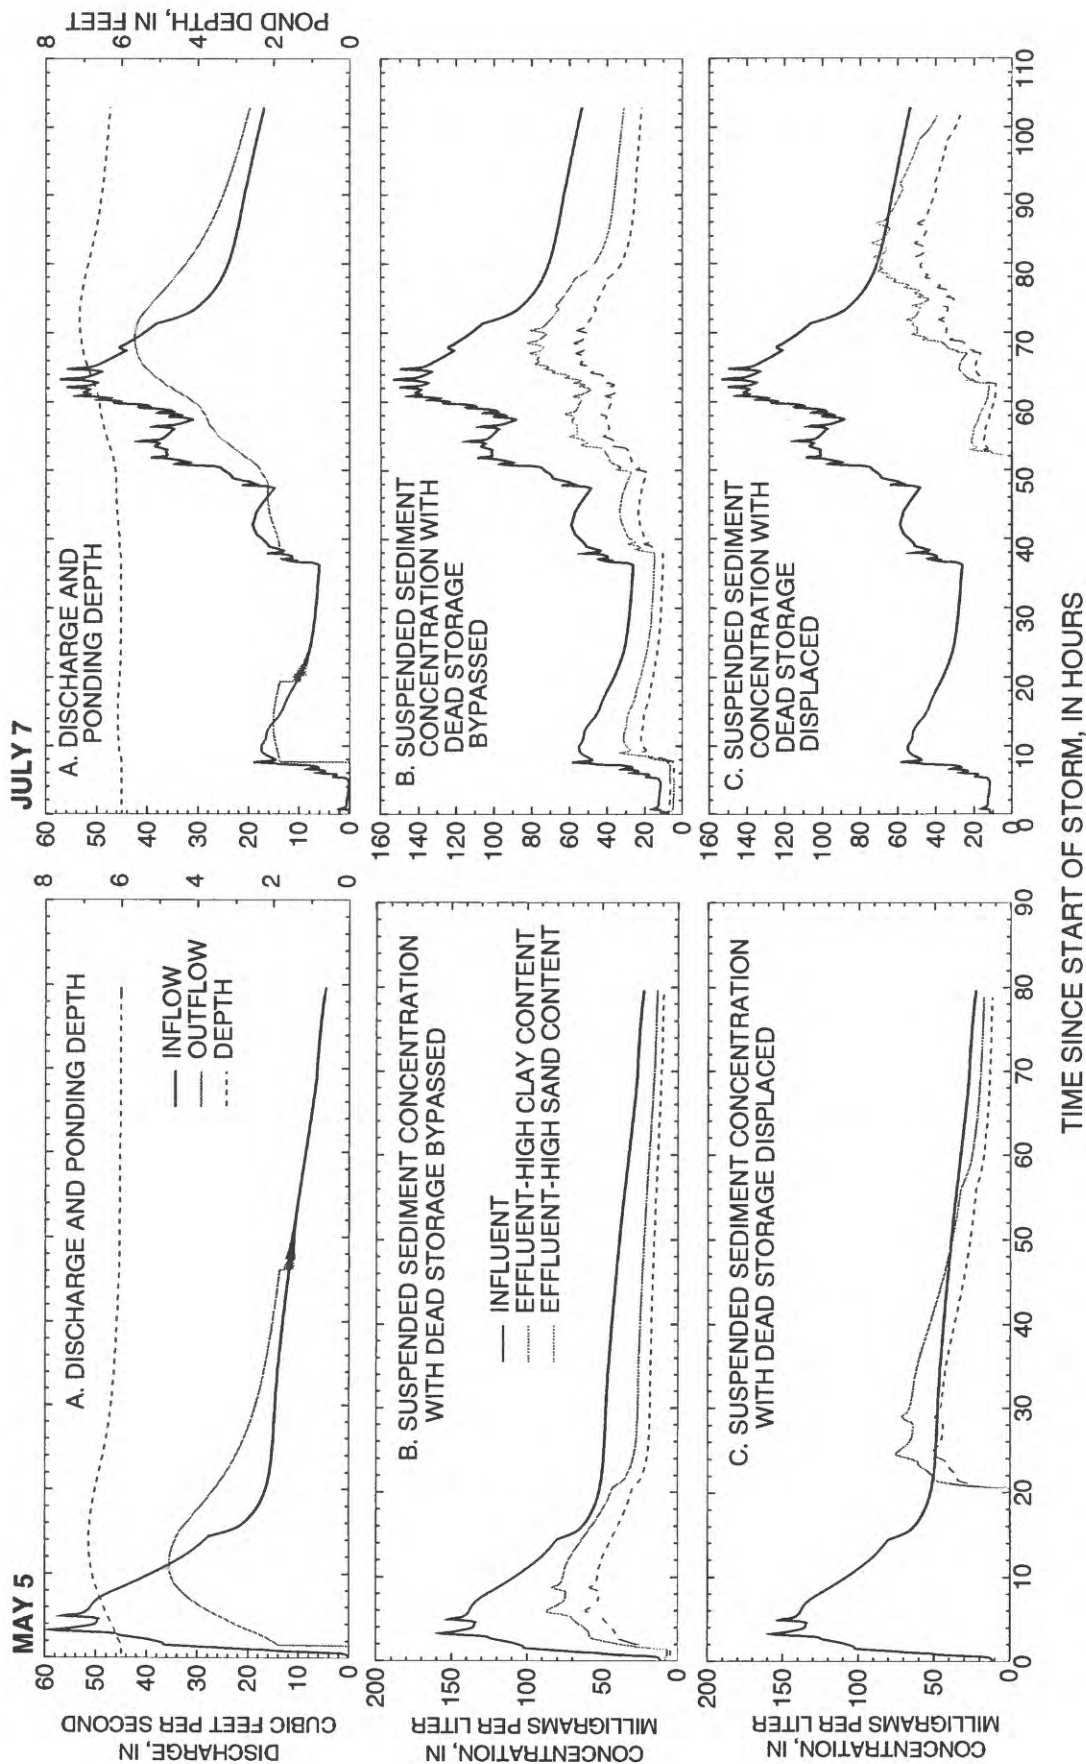 MAY 5
DISCHARGE, IN
CUBIC FEET PER SECOND
60
50
40
30
20
10
0
A. DISCHARGE AND PONDING DEPTH
INFLOW
OUTFLOW
DEPTH
8
6
4
2
0
JULY 7
60
50
40
30
20
10
0
A. DISCHARGE AND
PONDING DEPTH
8
6
4
2
0
POND DEPTH, IN FEET
CONCENTRATION, IN
MILLIGRAMS PER LITER
200
150
100
50
0
B. SUSPENDED SEDIMENT CONCENTRATION
WITH DEAD STORAGE BYPASSED
INFLUENT
EFFLUENT-HIGH CLAY CONTENT
EFFLUENT-HIGH SAND CONTENT
160
140
120
100
80
60
40
20
0
B. SUSPENDED SEDIMENT
CONCENTRATION WITH
DEAD STORAGE
BYPASSED
CONCENTRATION, IN
MILLIGRAMS PER LITER
200
150
100
50
0
C. SUSPENDED SEDIMENT CONCENTRATION
WITH DEAD STORAGE DISPLACED
0 10 20 30 40 50 60 70 80 90
160
140
120
100
80
60
40
20
0
C. SUSPENDED SEDIMENT
CONCENTRATION WITH
DEAD STORAGE
DISPLACED
0 10 20 30 40 50 60 70 80 90 100 110
TIME SINCE START OF STORM, IN HOURS